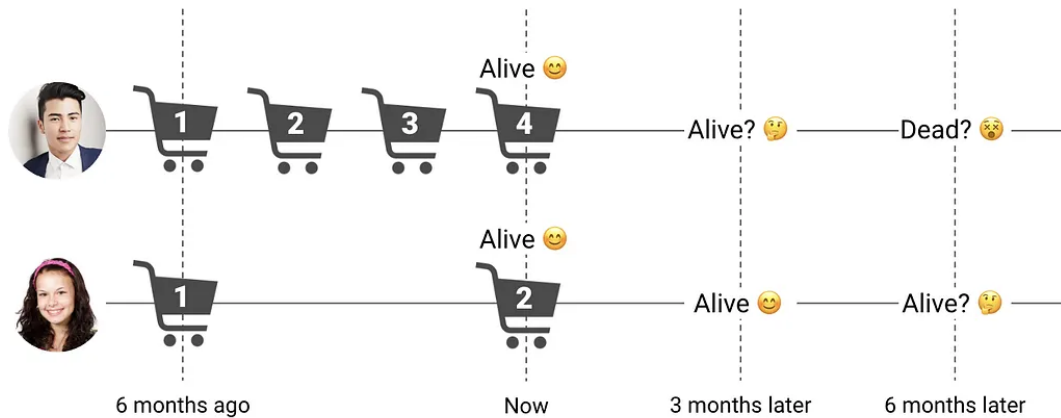 Alive 😊
1 2 3 4
Alive? 🤔
Dead? 😵
Alive 😊
1 2
Alive 😊
Alive? 🤔
6 months ago
Now
3 months later
6 months later